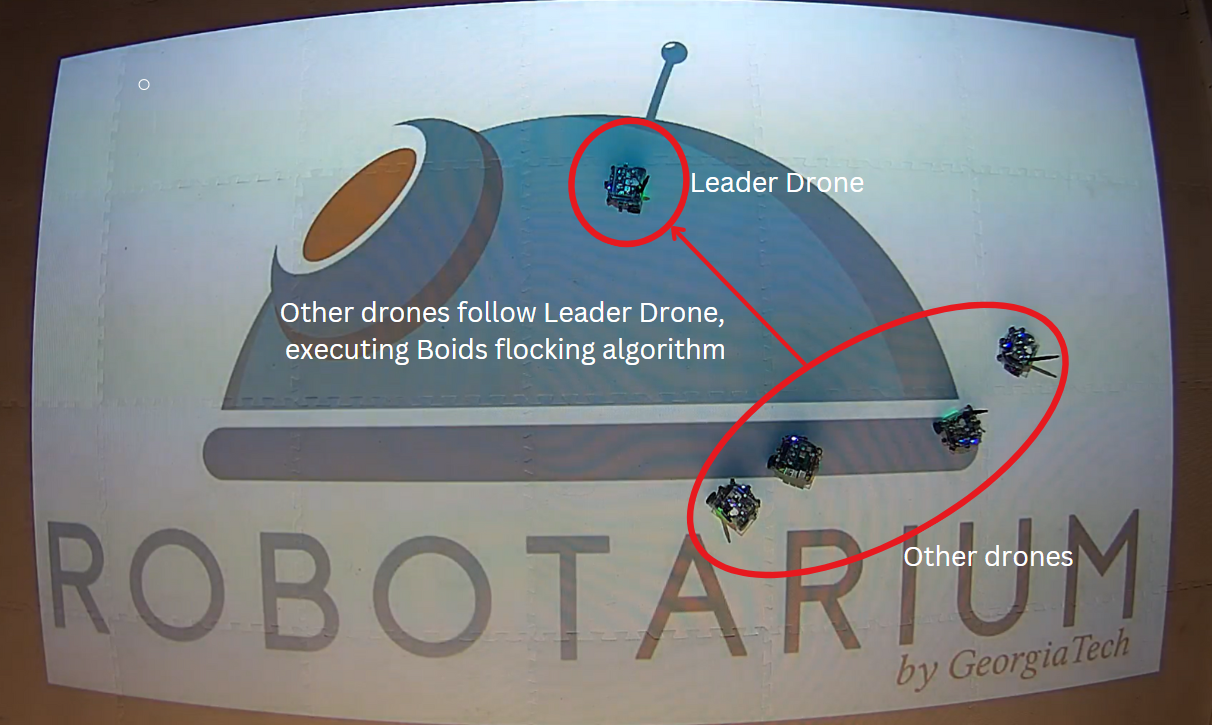 Leader Drone
Other drones follow Leader Drone,
executing Boids flocking algorithm
Other drones
ROBOTARIUM
by GeorgiaTech